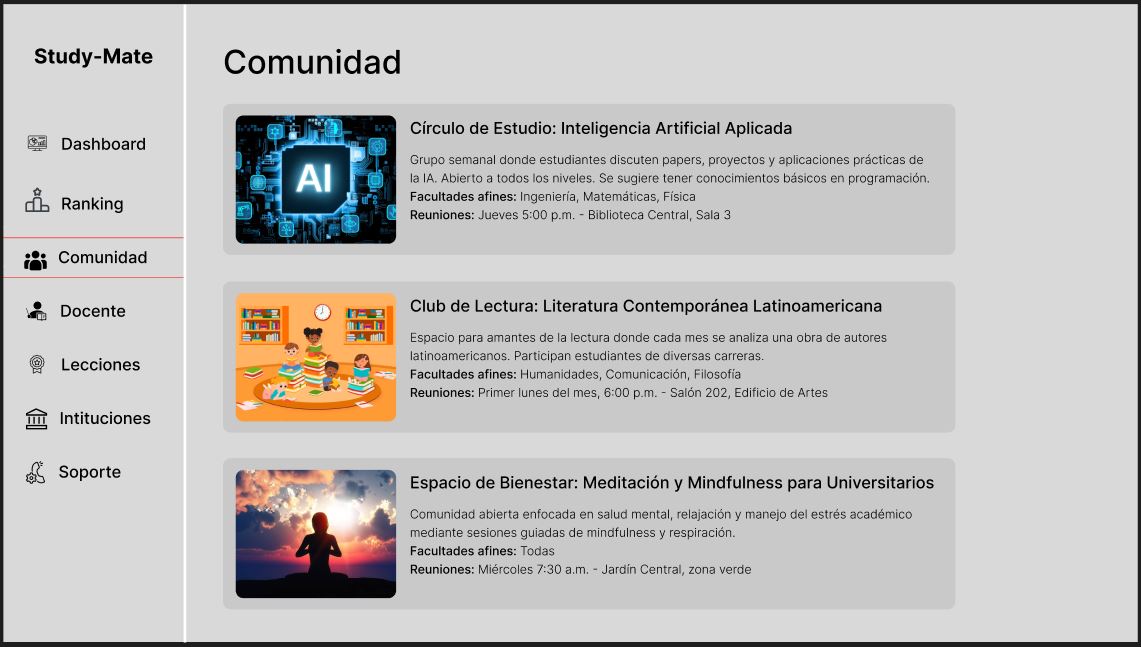 Study-Mate
Dashboard
Ranking
Comunidad
Docente
Lecciones
Intituciones
Soporte
Comunidad
AI
Círculo de Estudio: Inteligencia Artificial Aplicada
Grupo semanal donde estudiantes discuten papers, proyectos y aplicaciones prácticas de
la IA. Abierto a todos los niveles. Se sugiere tener conocimientos básicos en programación.
Facultades afines: Ingeniería, Matemáticas, Física
Reuniones: Jueves 5:00 p.m. - Biblioteca Central, Sala 3
Club de Lectura: Literatura Contemporánea Latinoamericana
Espacio para amantes de la lectura donde cada mes se analiza una obra de autores
latinoamericanos. Participan estudiantes de diversas carreras.
Facultades afines: Humanidades, Comunicación, Filosofía
Reuniones: Primer lunes del mes, 6:00 p.m. - Salón 202, Edificio de Artes
Espacio de Bienestar: Meditación y Mindfulness para Universitarios
Comunidad abierta enfocada en salud mental, relajación y manejo del estrés académico
mediante sesiones guiadas de mindfulness y respiración.
Facultades afines: Todas
Reuniones: Miércoles 7:30 a.m. - Jardín Central, zona verde